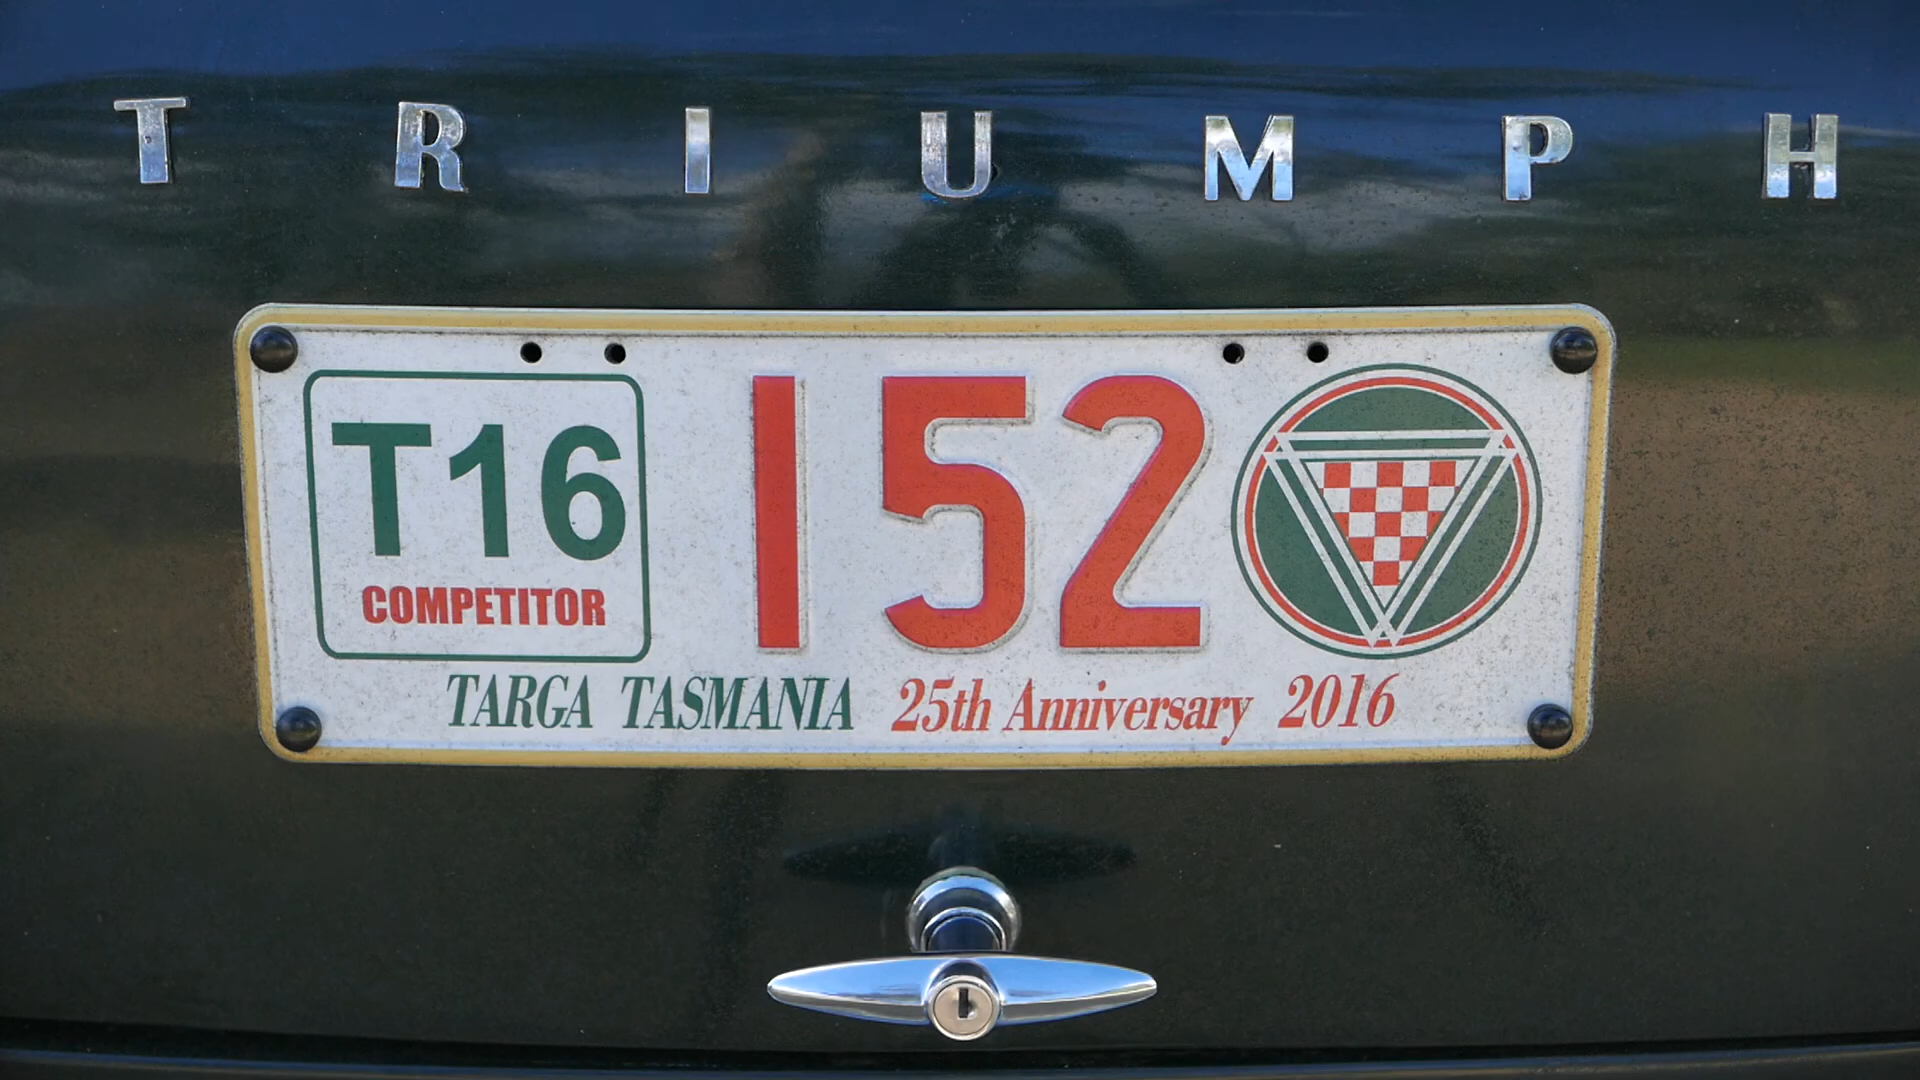 TRIUMPH
T16
COMPETITOR
152
TARGA TASMANIA 25th Anniversary 2016